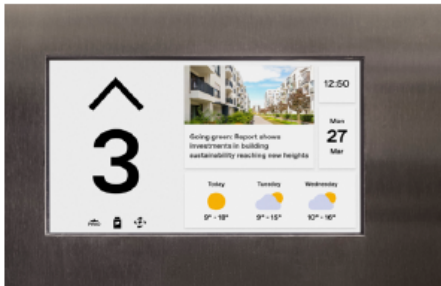 3
Going green: Report shows
investments in building
sustainability reaching new heights
12:50
Mon
27
Mar
Today
Tuesday
Wednesday
9° - 18°
9° - 15°
10° - 16°